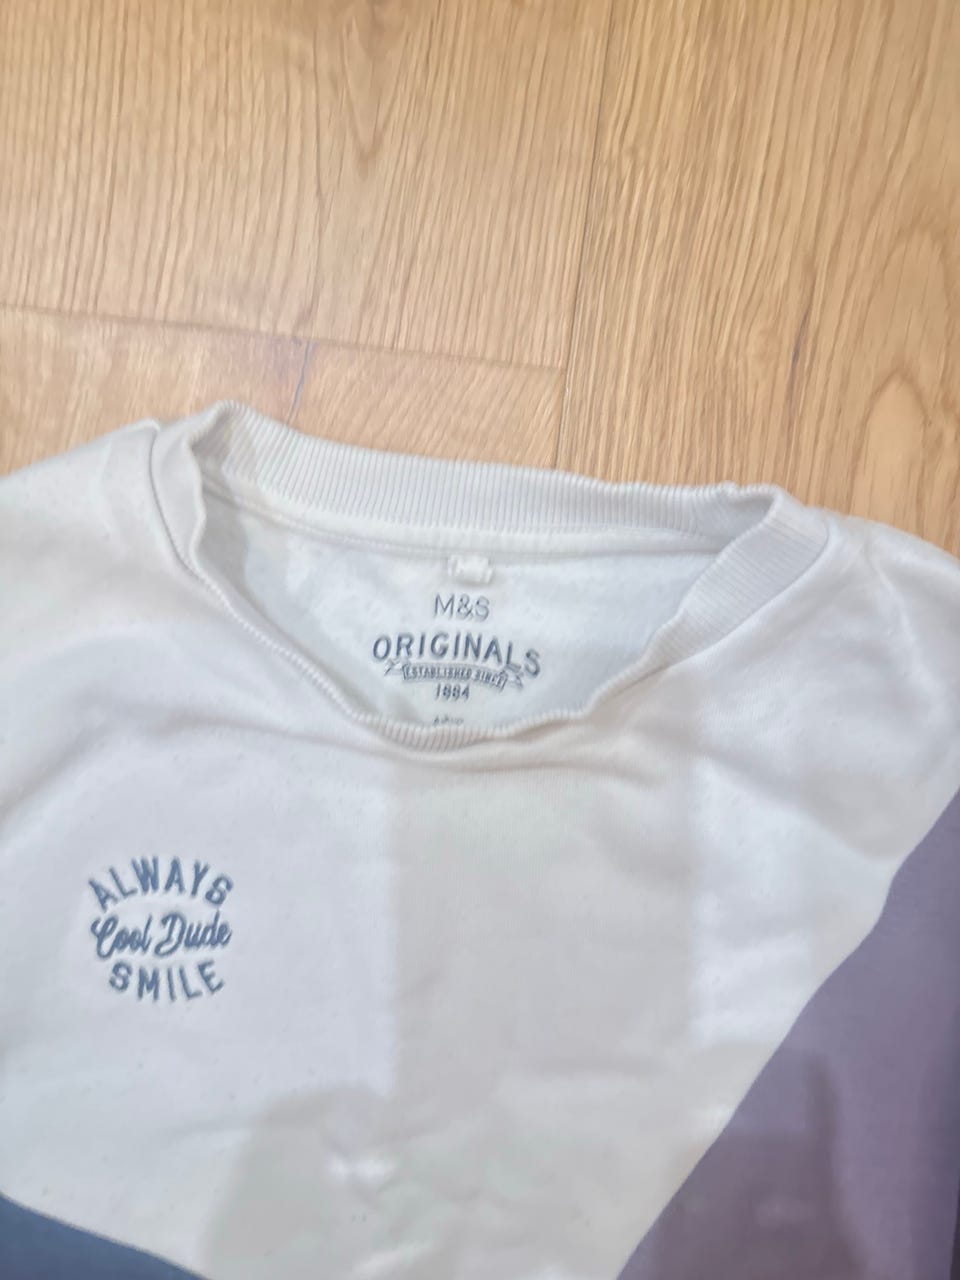 M&S
ORIGINALS
ESTABLISHED SINCE
1884
ALWAYS
Cool Dude
SMILE